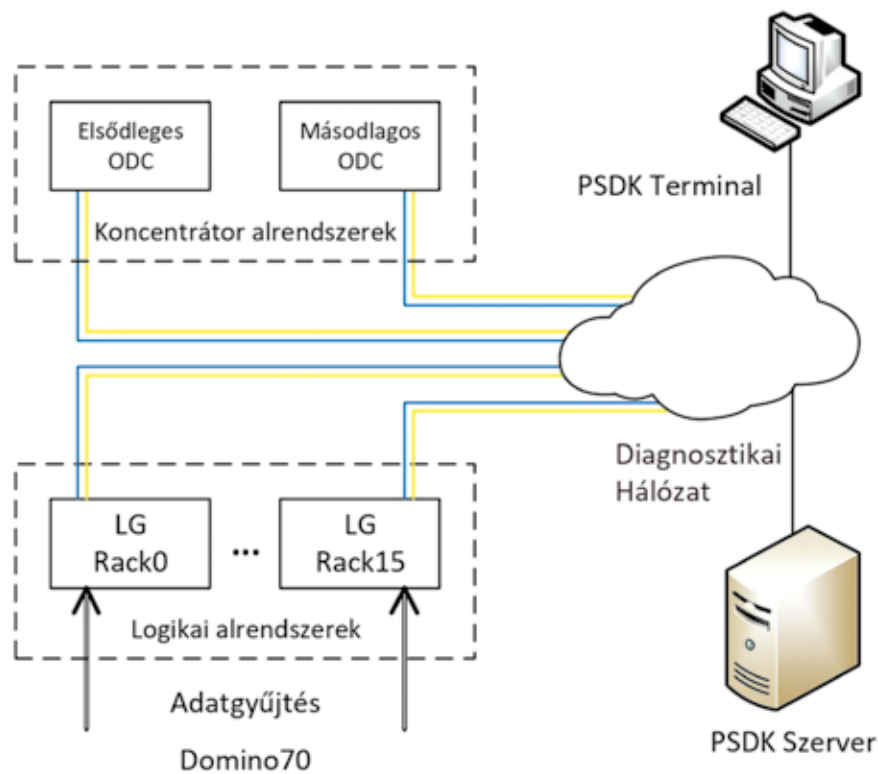 Elsődleges
ODC
Másodlagos
ODC
Koncentrátor alrendszerek
PSDK Terminal
Diagnosztikai
Hálózat
LG
Rack0
...
LG
Rack15
Logikai alrendszerek
Adatgyűjtés
Domino70
PSDK Szerver